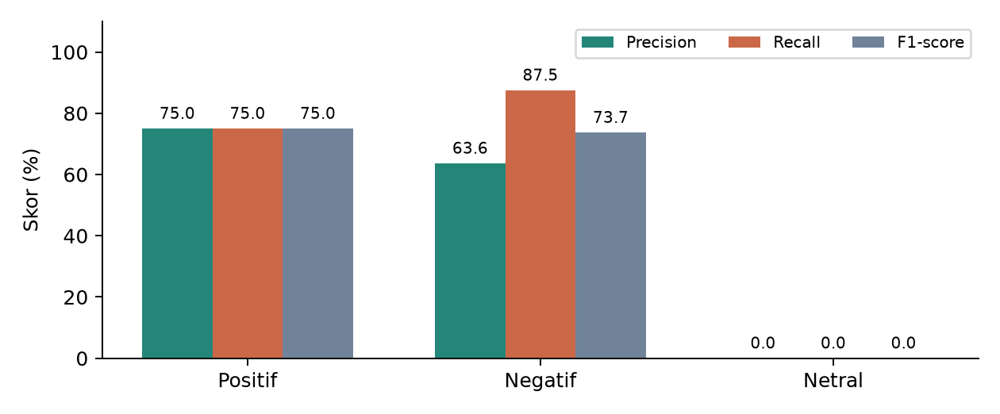 Precision Recall F1-score
Skor (%)
100
80
60
40
20
0
75.0 75.0 75.0
63.6 87.5 73.7
0.0 0.0 0.0
Positif Negatif Netral